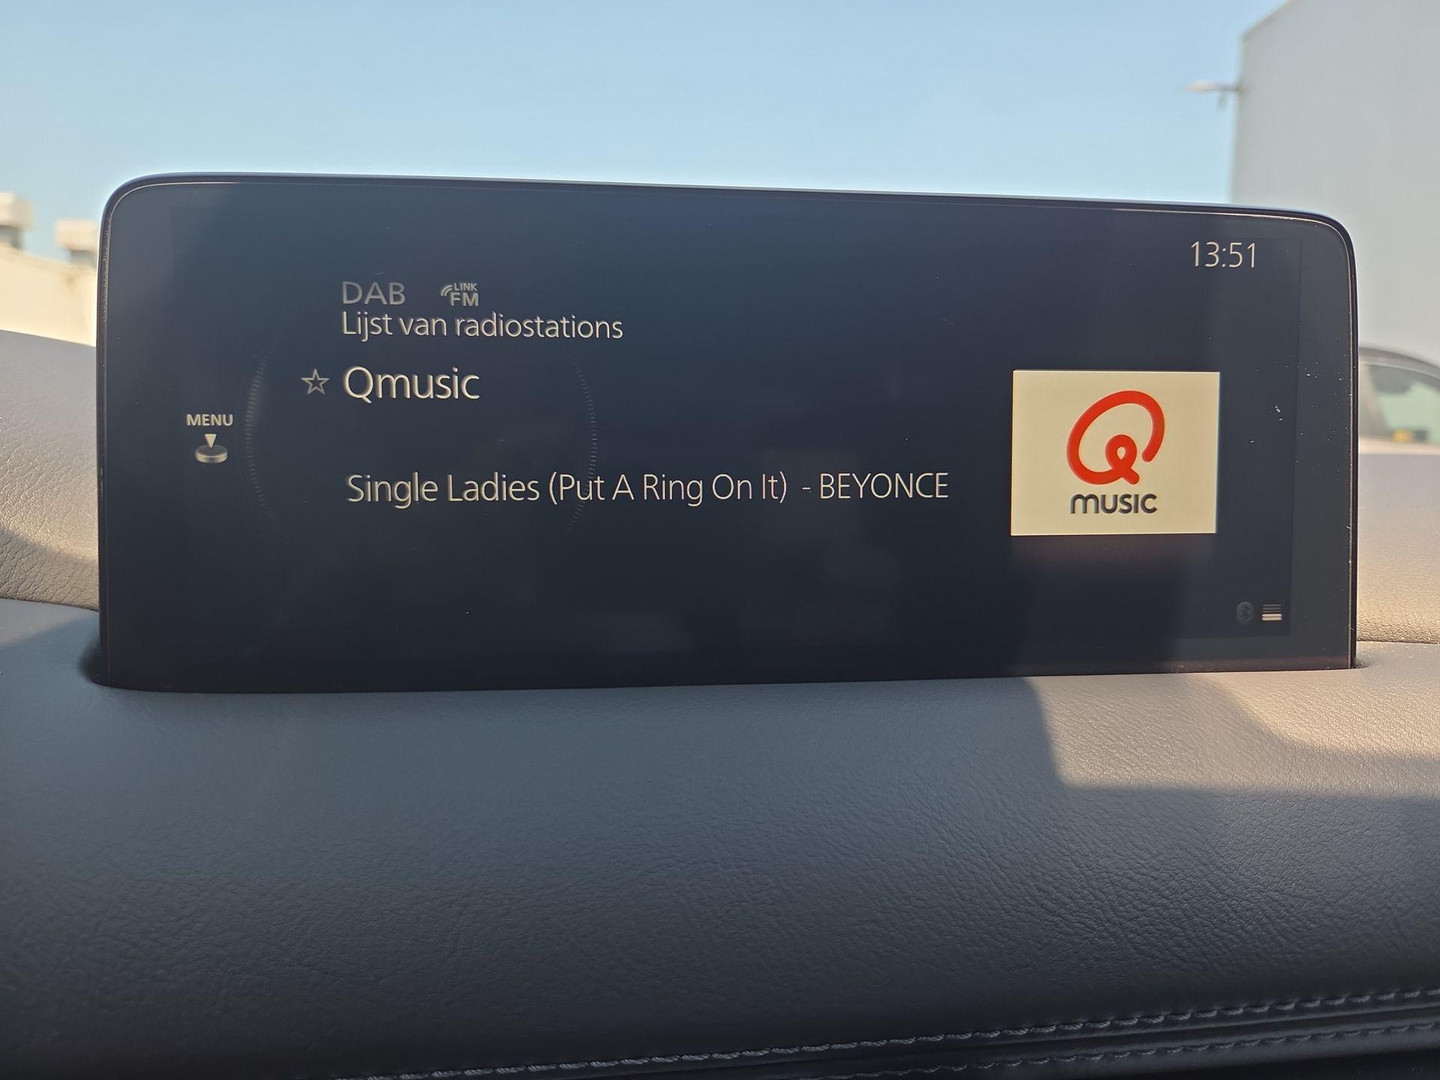 13:51
DAB LINK FM
Lijst van radiostations
☆ Qmusic
MENU
Single Ladies (Put A Ring On It) - BEYONCE
Q
music